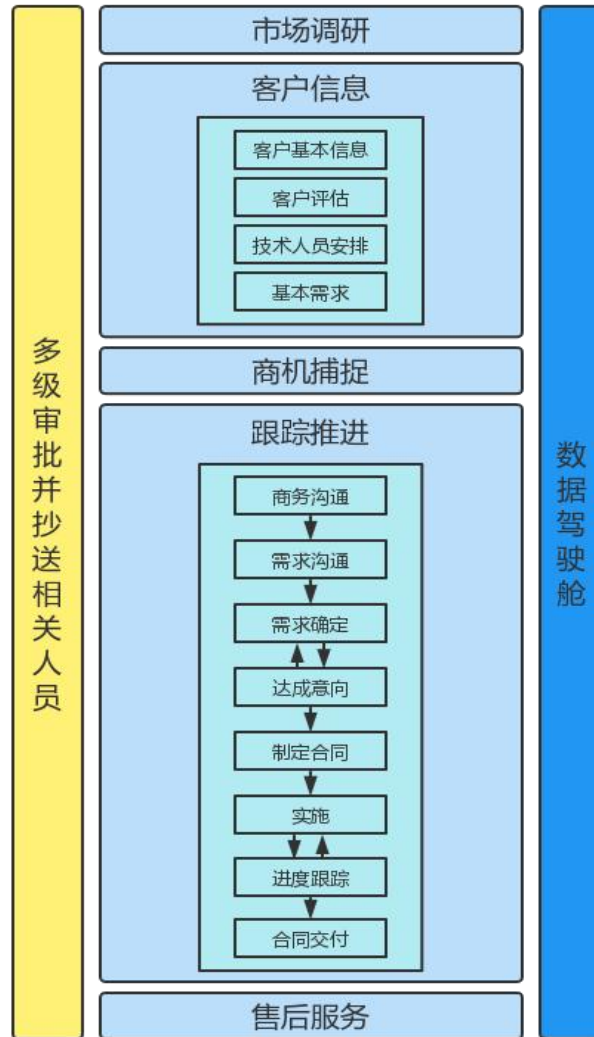 多级审批并抄送相关人员
市场调研
客户信息
客户基本信息
客户评估
技术人员安排
基本需求
商机捕捉
跟踪推进
商务沟通
需求沟通
需求确定
达成意向
制定合同
实施
进度跟踪
合同交付
售后服务
数据驾驶舱